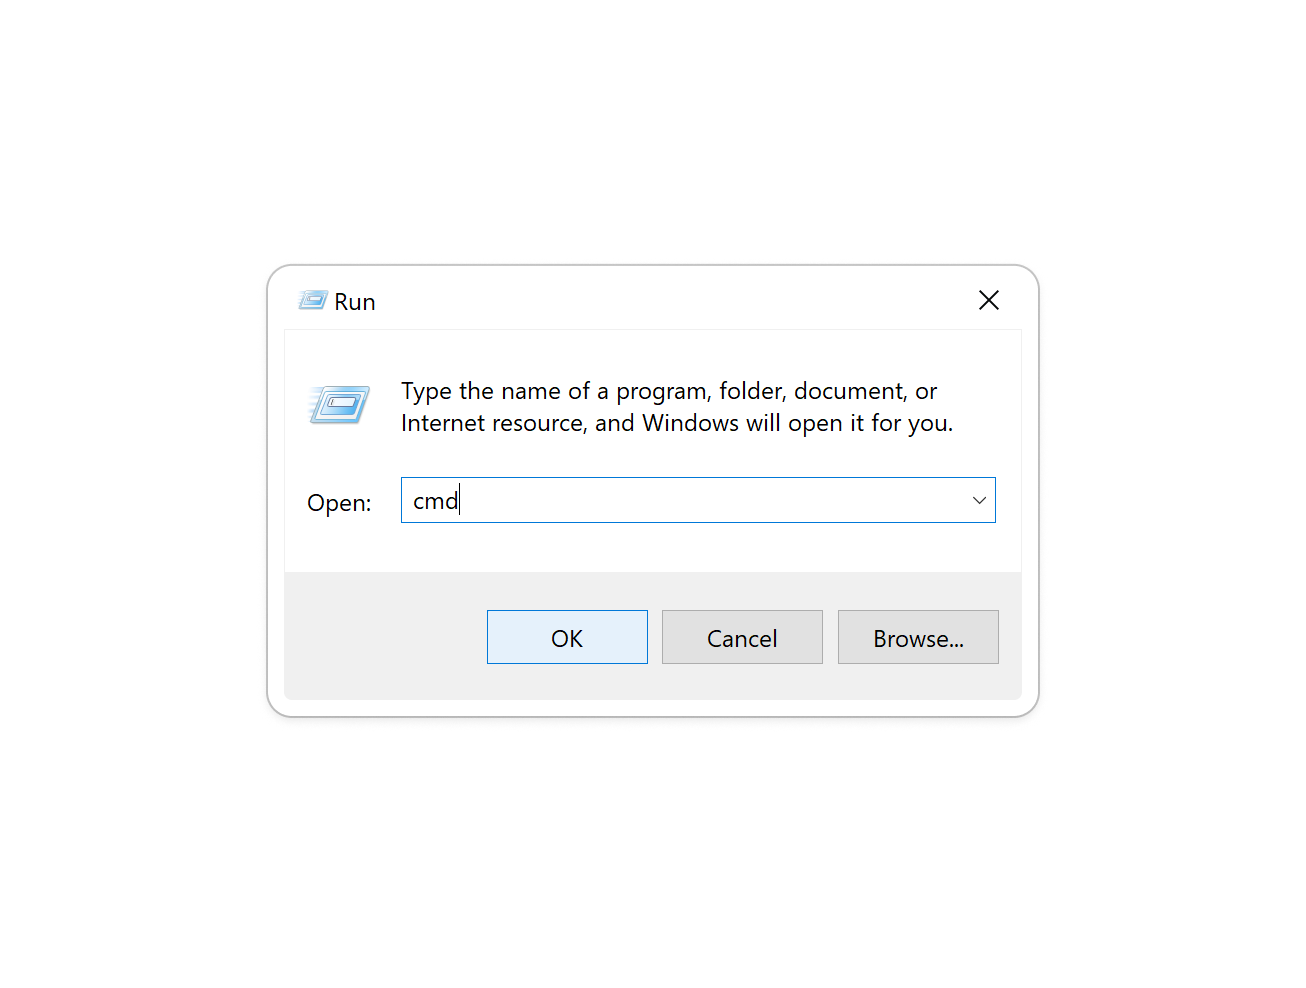 Run
Type the name of a program, folder, document, or
Internet resource, and Windows will open it for you.
Open: cmd
OK Cancel Browse...